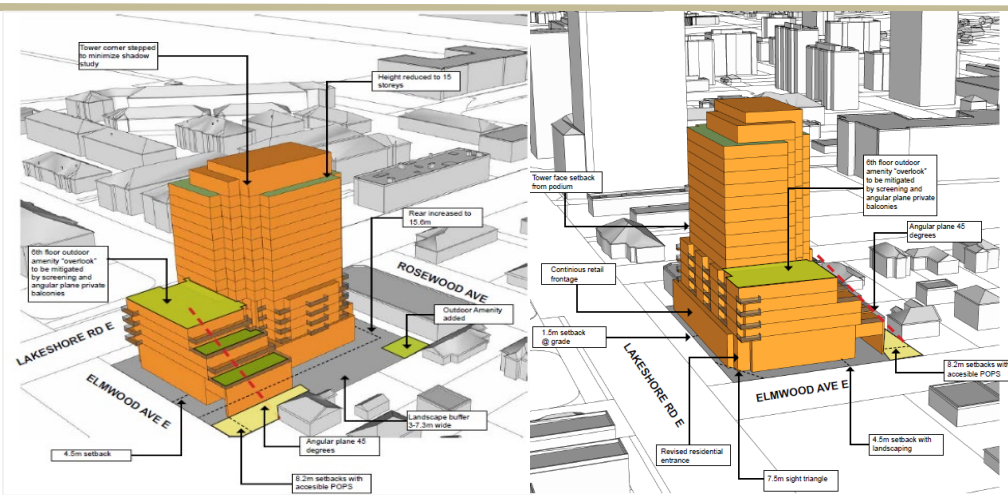 Tower corner stepped
to minimize shadow
study
Height reduced to 15
storeys
Rear increased to
15.6m
6th floor outdoor
amenity "overlook"
to be mitigated
by screening and
angular plane private
balconies
ROSEWOOD AVE
Outdoor Amenity
added
LAKESHORE RD E
ELMWOOD AVE E
Landscape buffer
3-7.3m wide
4.5m setback
Angular plane 45
degrees
8.2m setbacks with
accesible POPS
6th floor outdoor
amenity "overlook"
to be mitigated
by screening and
angular plane private
balconies
Tower face setback
from podium
Angular plane 45
degrees
Continious retail
frontage
1.5m setback
@ grade
8.2m setbacks with
accesible POPS
LAKESHORE RD E
ELMWOOD AVE E
4.5m setback with
landscaping
Revised residential
entrance
7.5m sight triangle